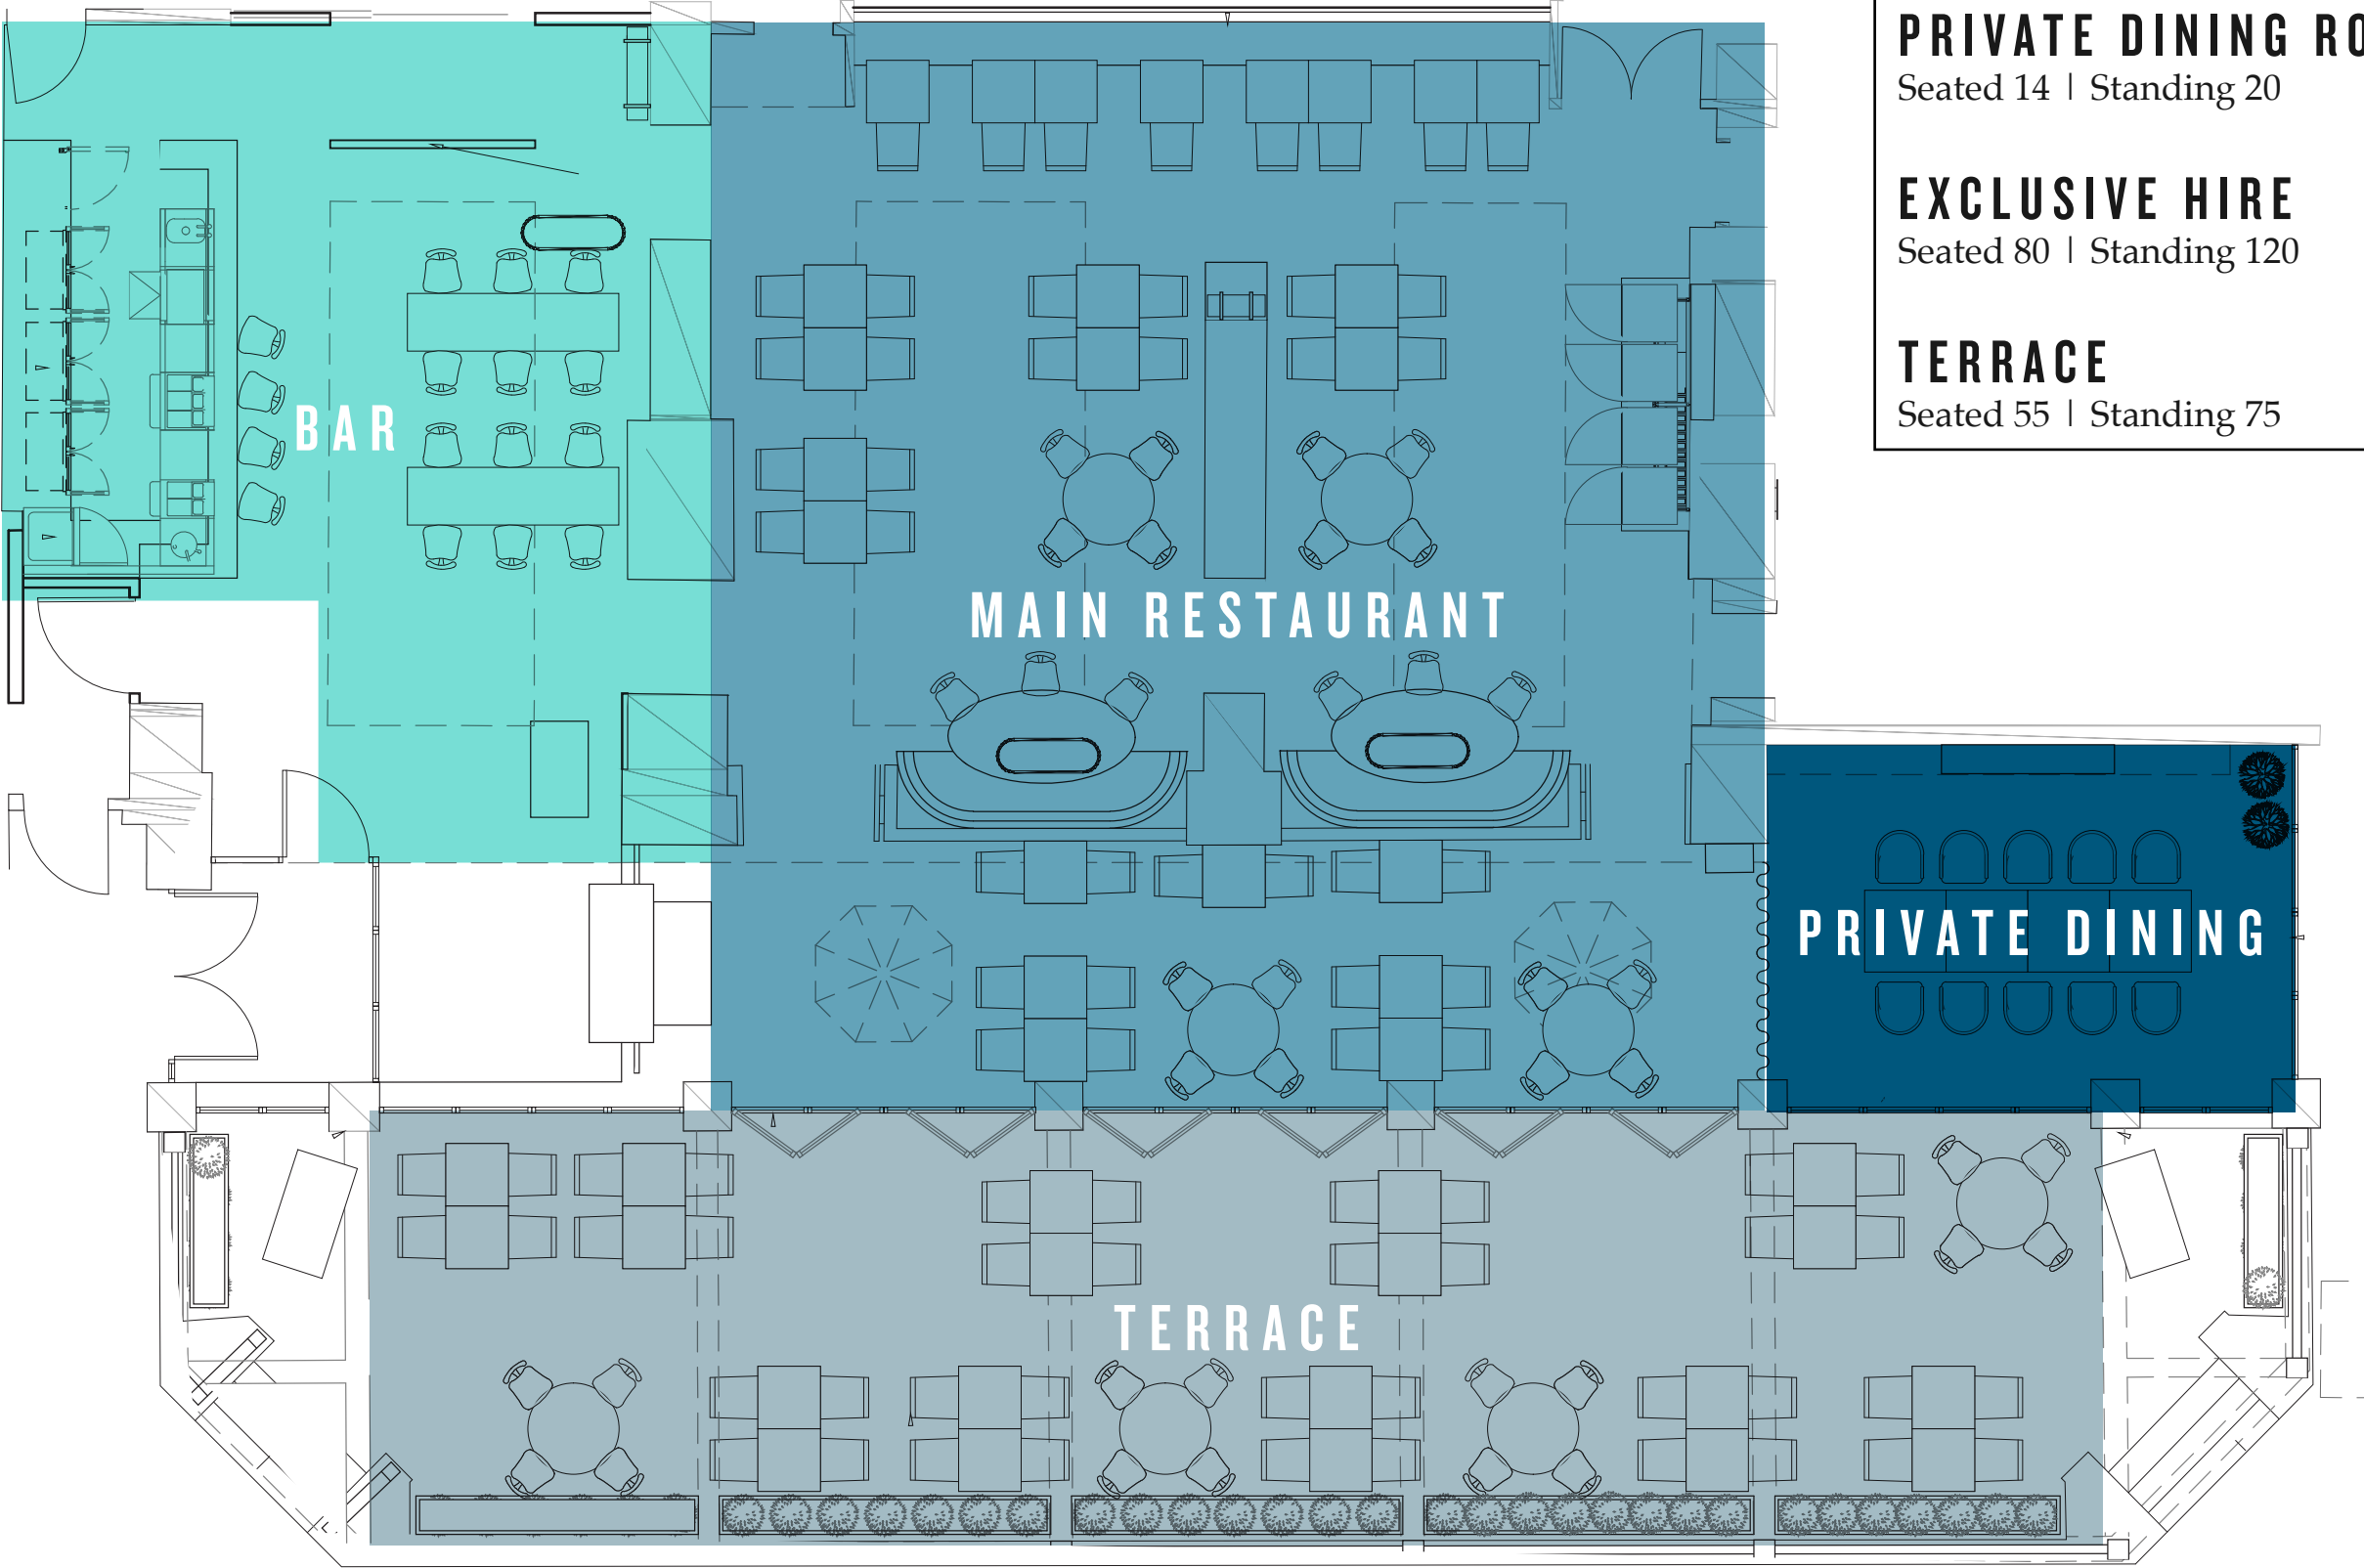 PRIVATE DINING RO
Seated 14 | Standing 20
EXCLUSIVE HIRE
Seated 80 | Standing 120
TERRACE
Seated 55 | Standing 75
BAR
MAIN RESTAURANT
PRIVATE DINING
TERRACE